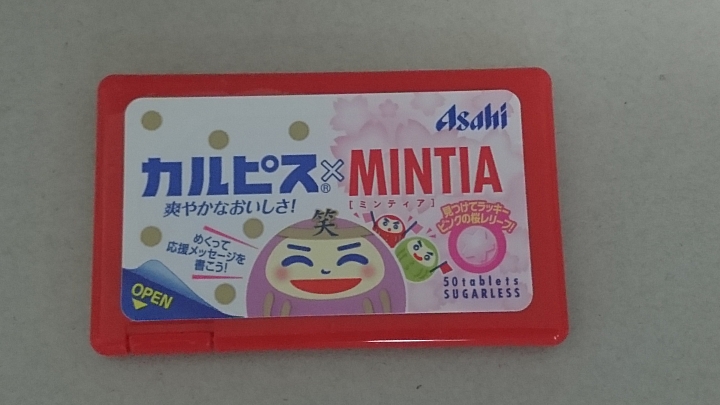 Asahi
カルピス®×MINTIA
爽やかなおいしさ!
[ミンティア]
笑
見つけてラッキー
ピンクの桜レリーフ!
めくって
応援メッセージを
書こう!
OPEN
50tablets
SUGARLESS